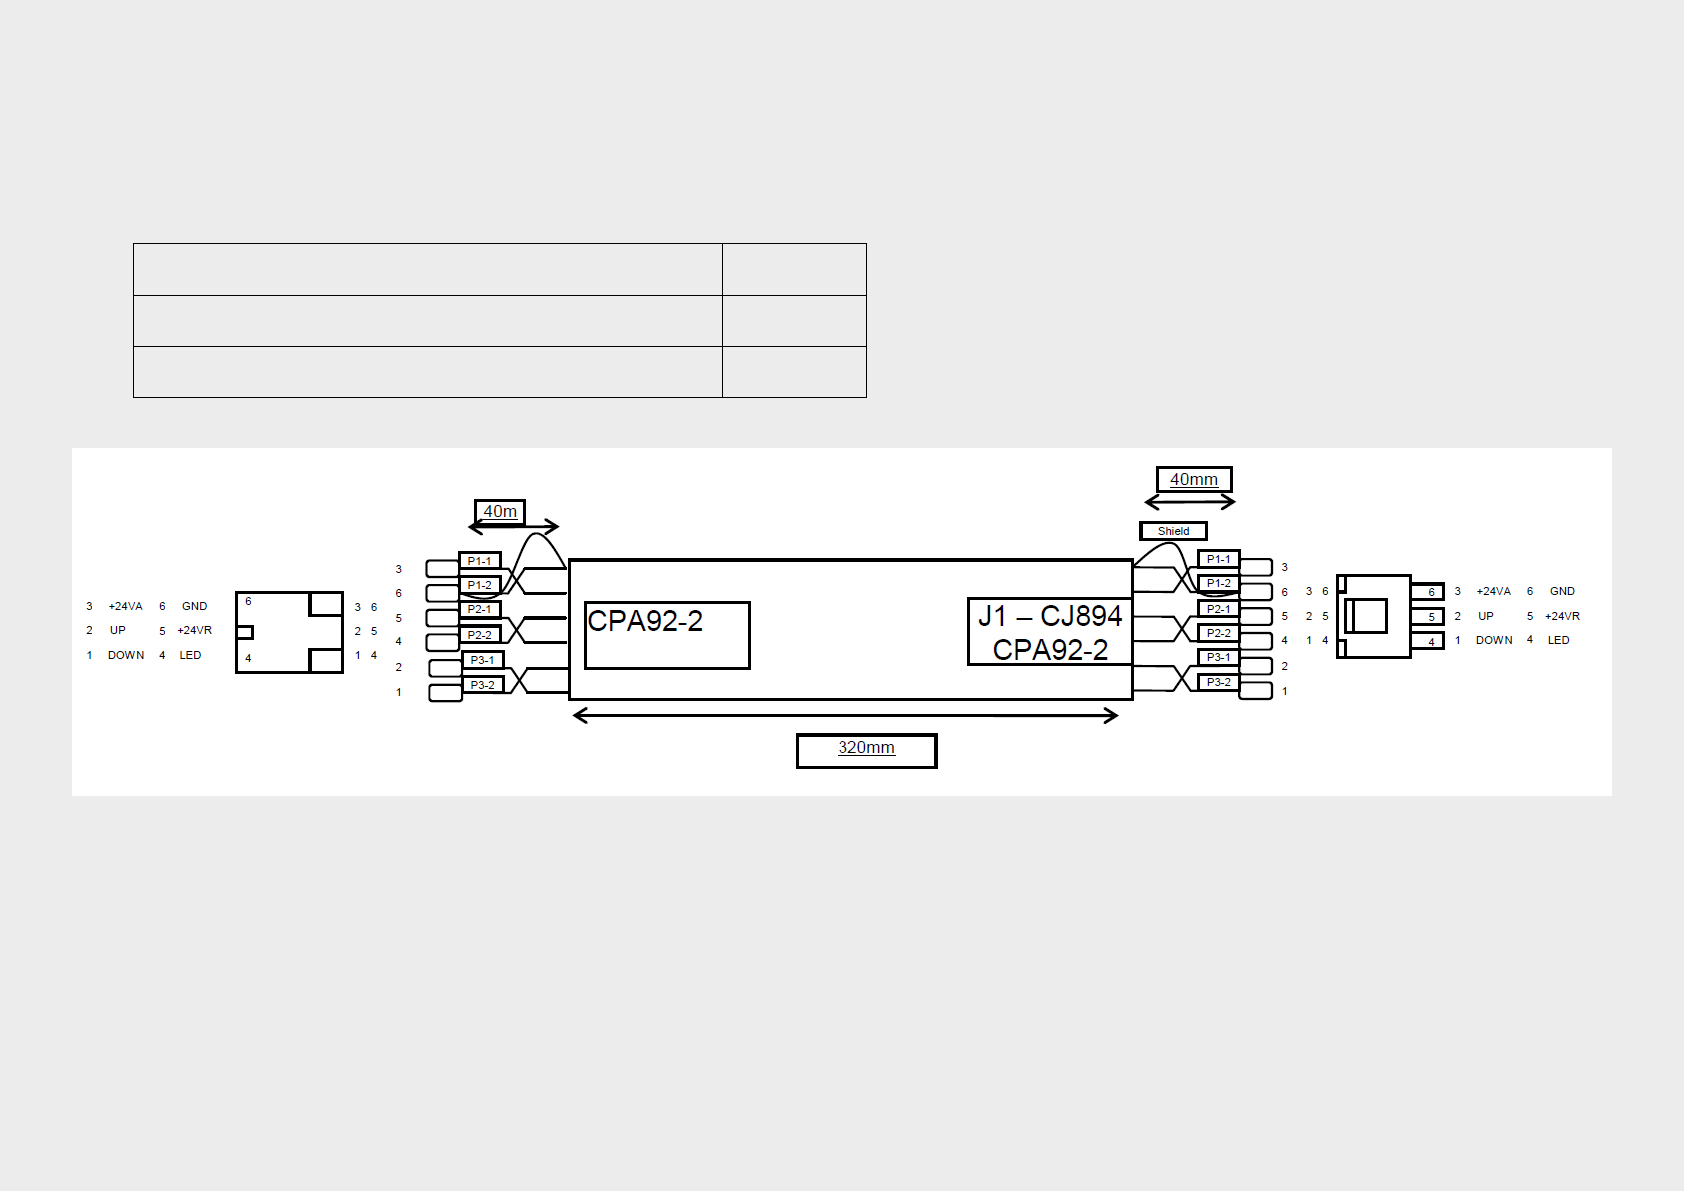 40mm
40m
Shield
3 P1-1
6 P1-2
5 P2-1
4 P2-2
2 P3-1
1 P3-2
3 +24VA 6 GND
2 UP 5 +24VR
1 DOWN 4 LED
6
4
3 6
2 5
1 4
CPA92-2
J1 – CJ894
CPA92-2
P1-1 3
P1-2 6
P2-1 5
P2-2 4
P3-1 2
P3-2 1
3 6
2 5
1 4
6
5
4
3 +24VA 6 GND
2 UP 5 +24VR
1 DOWN 4 LED
320mm